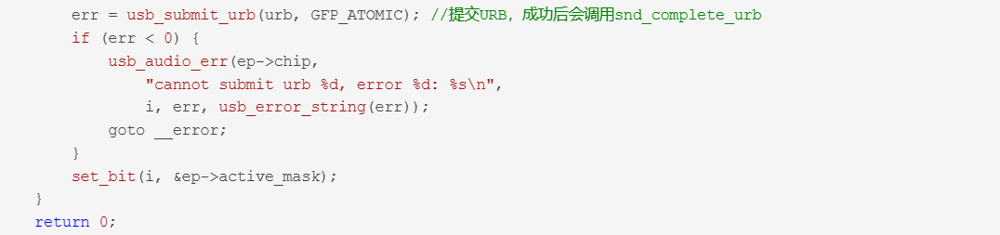 err = usb_submit_urb(urb, GFP_ATOMIC); //提交URB，成功后会调用snd_complete_urb
if (err < 0) {
usb_audio_err(ep->chip,
"cannot submit urb %d, error %d: %s\n",
i, err, usb_error_string(err));
goto __error;
}
set_bit(i, &ep->active_mask);
}
return 0;